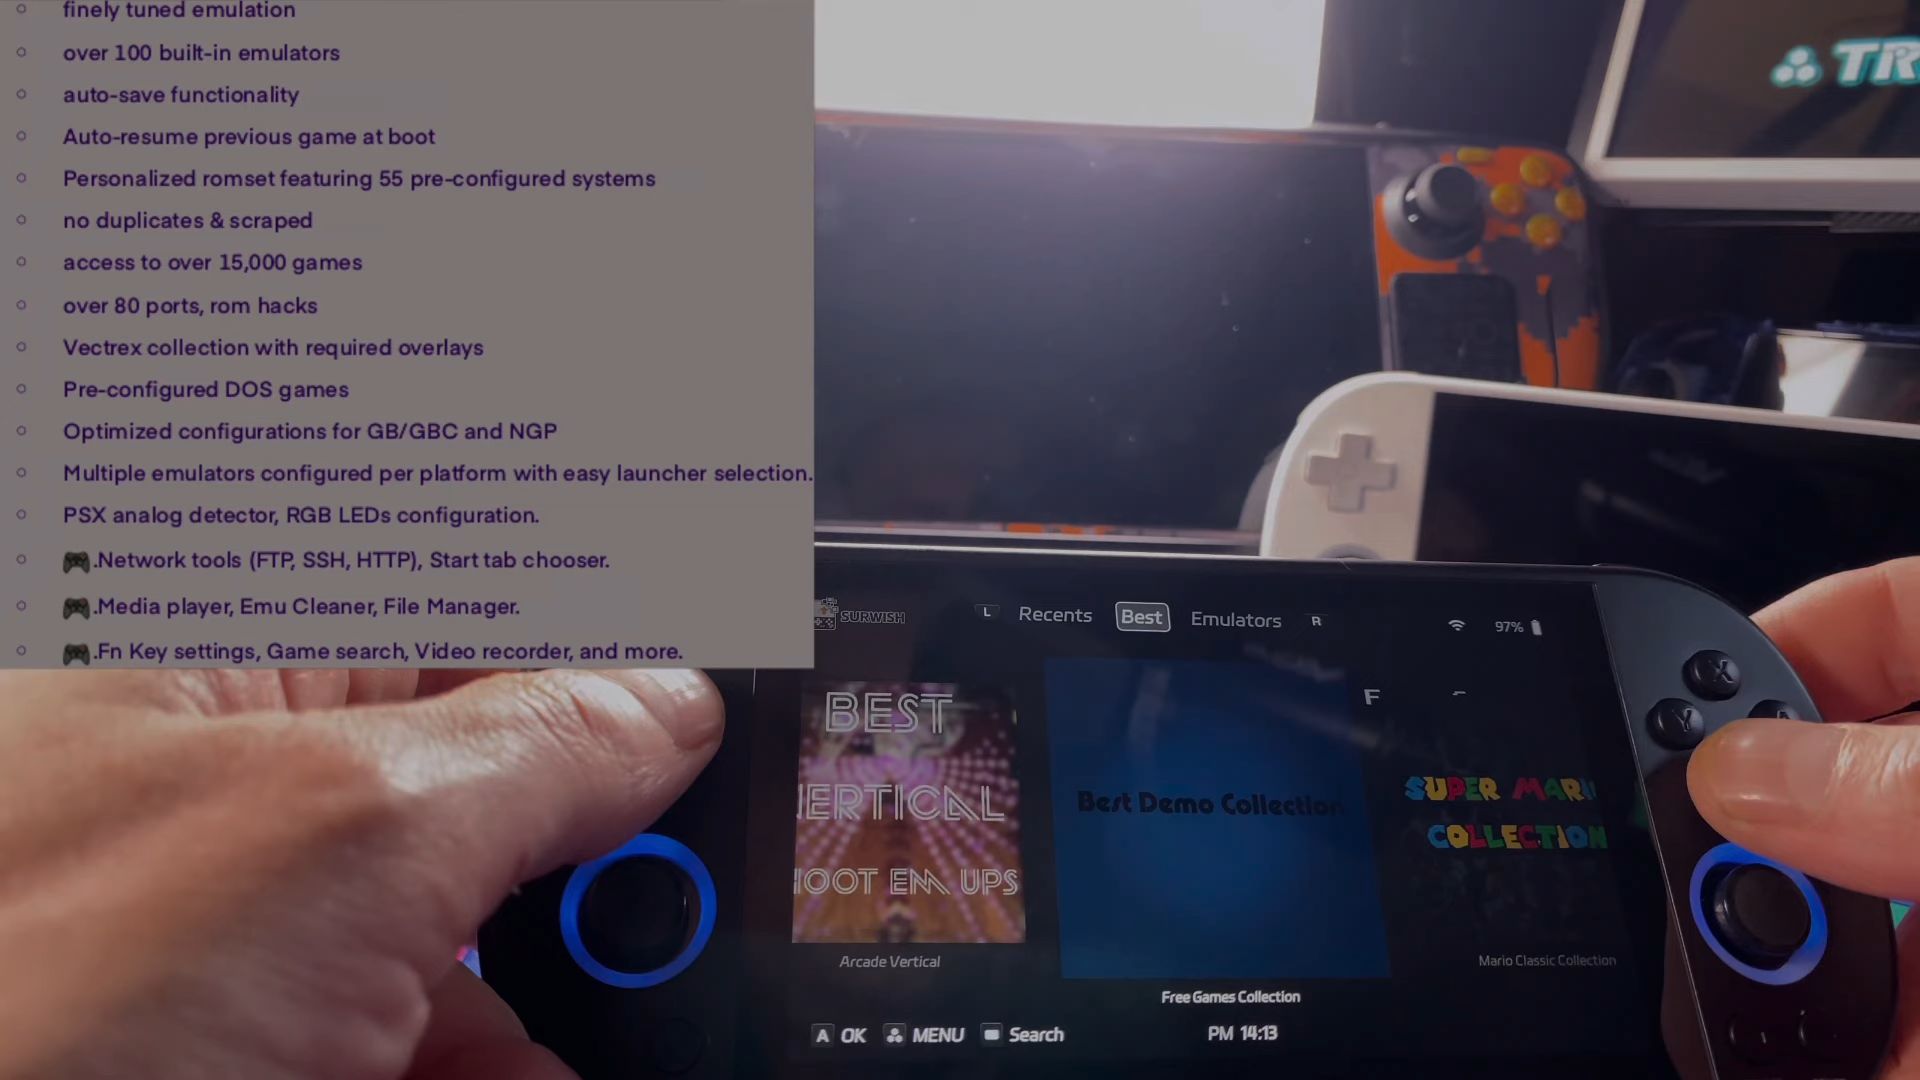 finely tuned emulation
over 100 built-in emulators
auto-save functionality
Auto-resume previous game at boot
Personalized romset featuring 55 pre-configured systems
no duplicates & scraped
access to over 15,000 games
over 80 ports, rom hacks
Vectrex collection with required overlays
Pre-configured DOS games
Optimized configurations for GB/GBC and NGP
Multiple emulators configured per platform with easy launcher selection.
PSX analog detector, RGB LEDs configuration.
🎮.Network tools (FTP, SSH, HTTP), Start tab chooser.
🎮.Media player, Emu Cleaner, File Manager.
🎮.Fn Key settings, Game search, Video recorder, and more.
TR
SURWISH
L Recents Best Emulators R
97%
BEST
VERTICAL
HOOT EM UPS
Arcade Vertical
Best Demo Collection
Free Games Collection
F
SUPER MARI
COLLECTION
Mario Classic Collection
A OK MENU Search
PM 14:13
X
Y
A